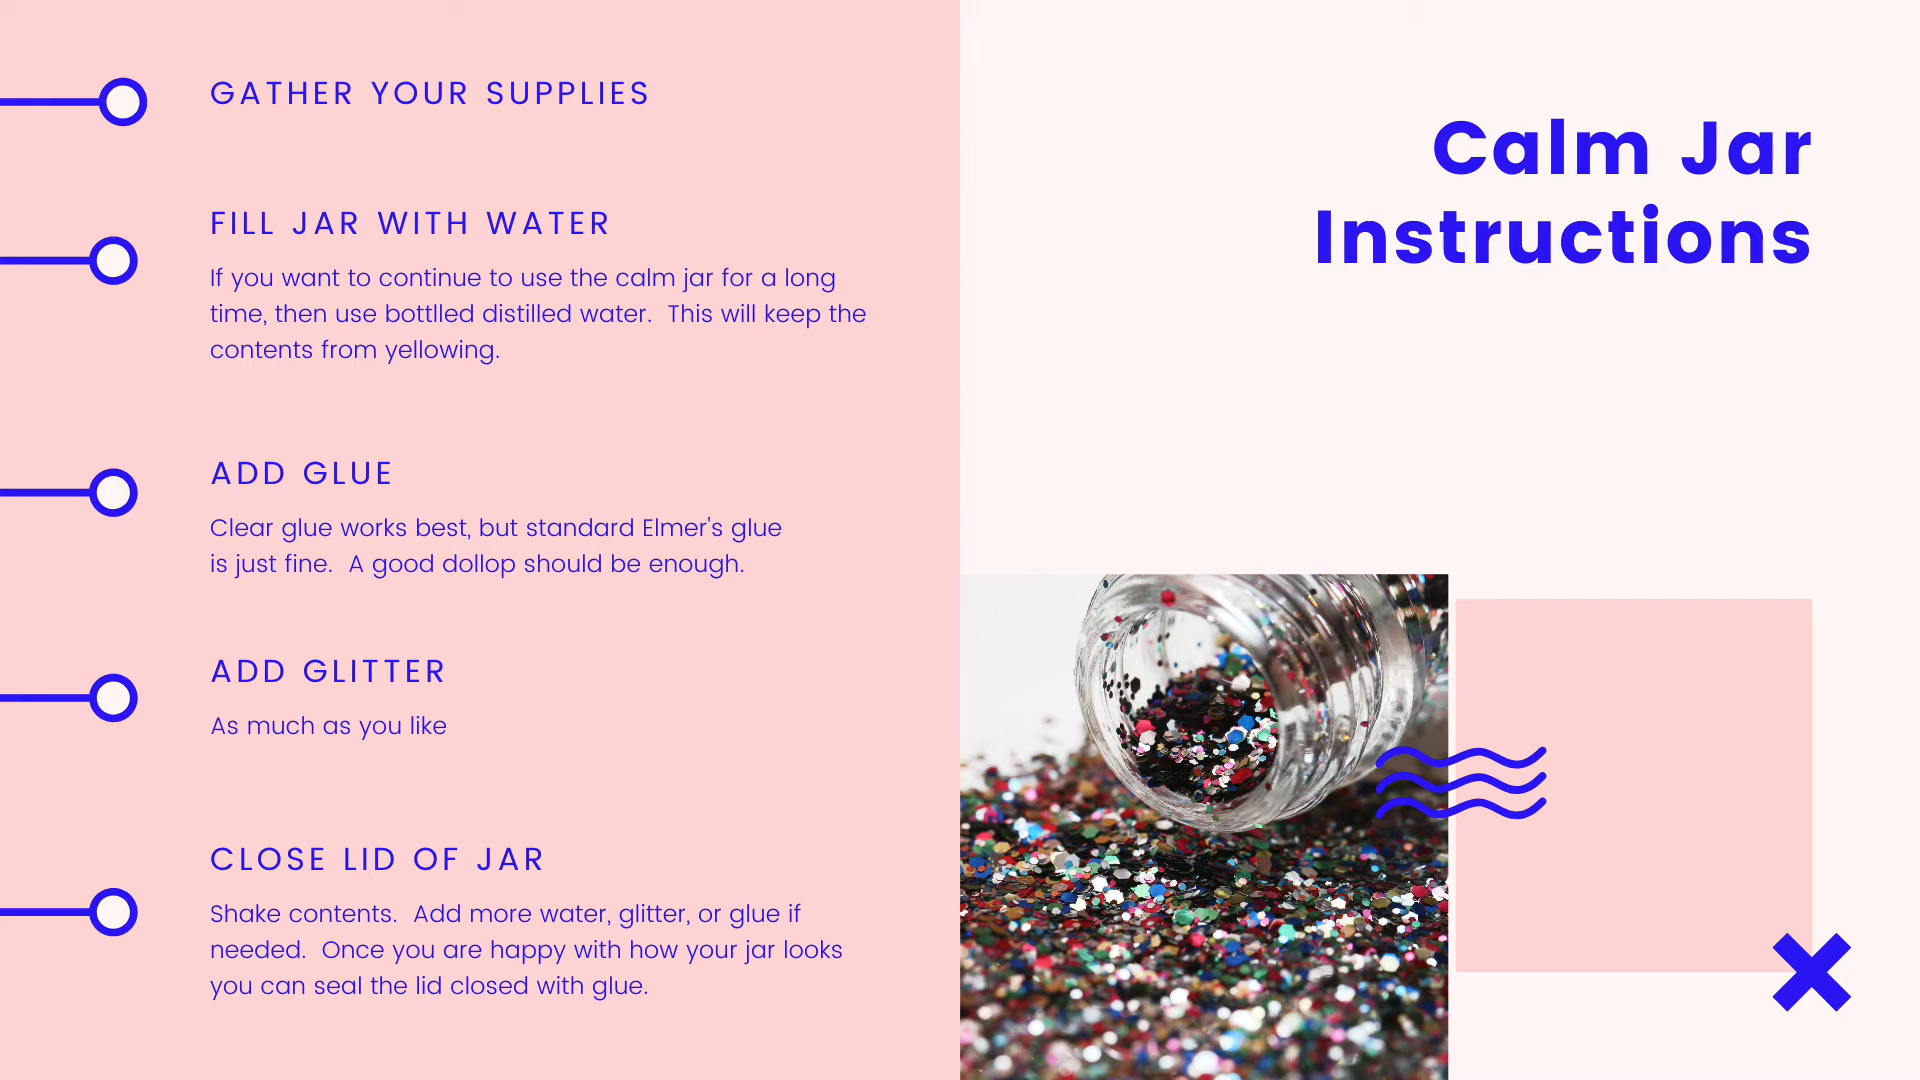 GATHER YOUR SUPPLIES
FILL JAR WITH WATER
If you want to continue to use the calm jar for a long
time, then use bottlled distilled water.  This will keep the
contents from yellowing.
ADD GLUE
Clear glue works best, but standard Elmer's glue
is just fine.  A good dollop should be enough.
ADD GLITTER
As much as you like
CLOSE LID OF JAR
Shake contents.  Add more water, glitter, or glue if
needed.  Once you are happy with how your jar looks
you can seal the lid closed with glue.
Calm Jar
Instructions